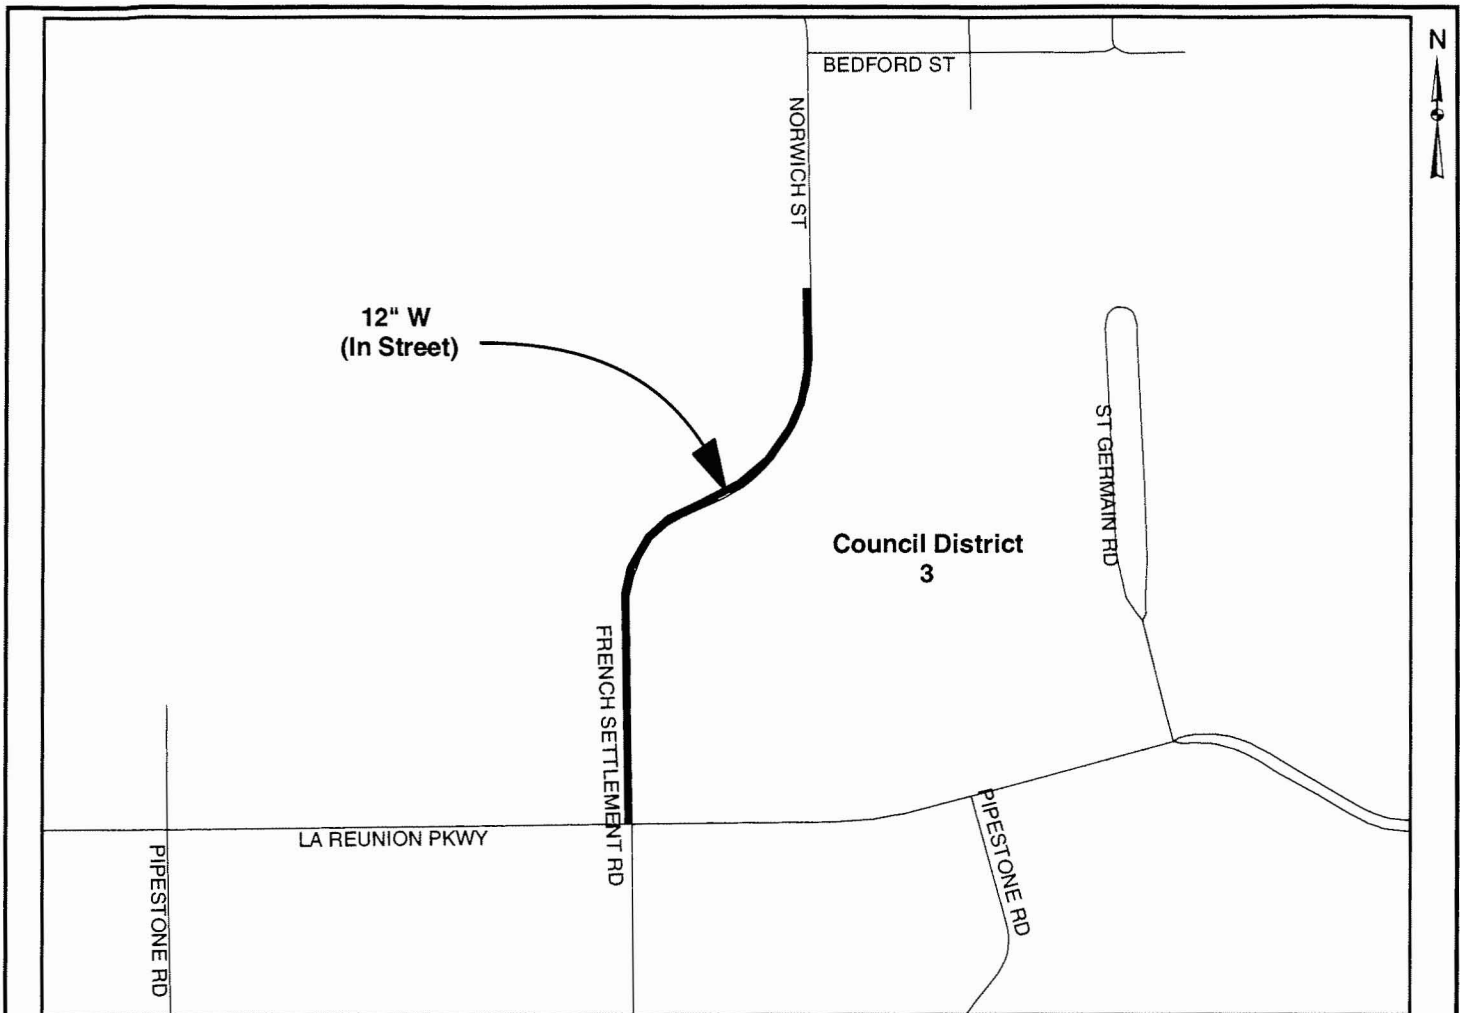 N
BEDFORD ST
NORWICH ST
12" W
(In Street)
ST GERMAIN RD
Council District
3
FRENCH SETTLEMENT RD
LA REUNION PKWY
PIPESTONE RD
PIPESTONE RD